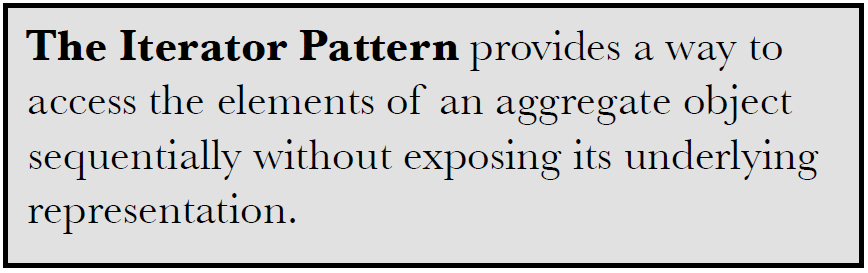 The Iterator Pattern provides a way to
access the elements of an aggregate object
sequentially without exposing its underlying
representation.